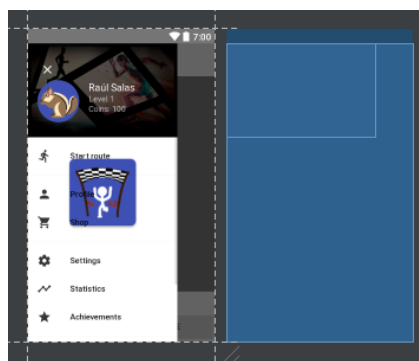 7:00
Raúl Salas
Level 1
Coins: 100
Start route
Profile
Shop
Settings
Statistics
Achievements